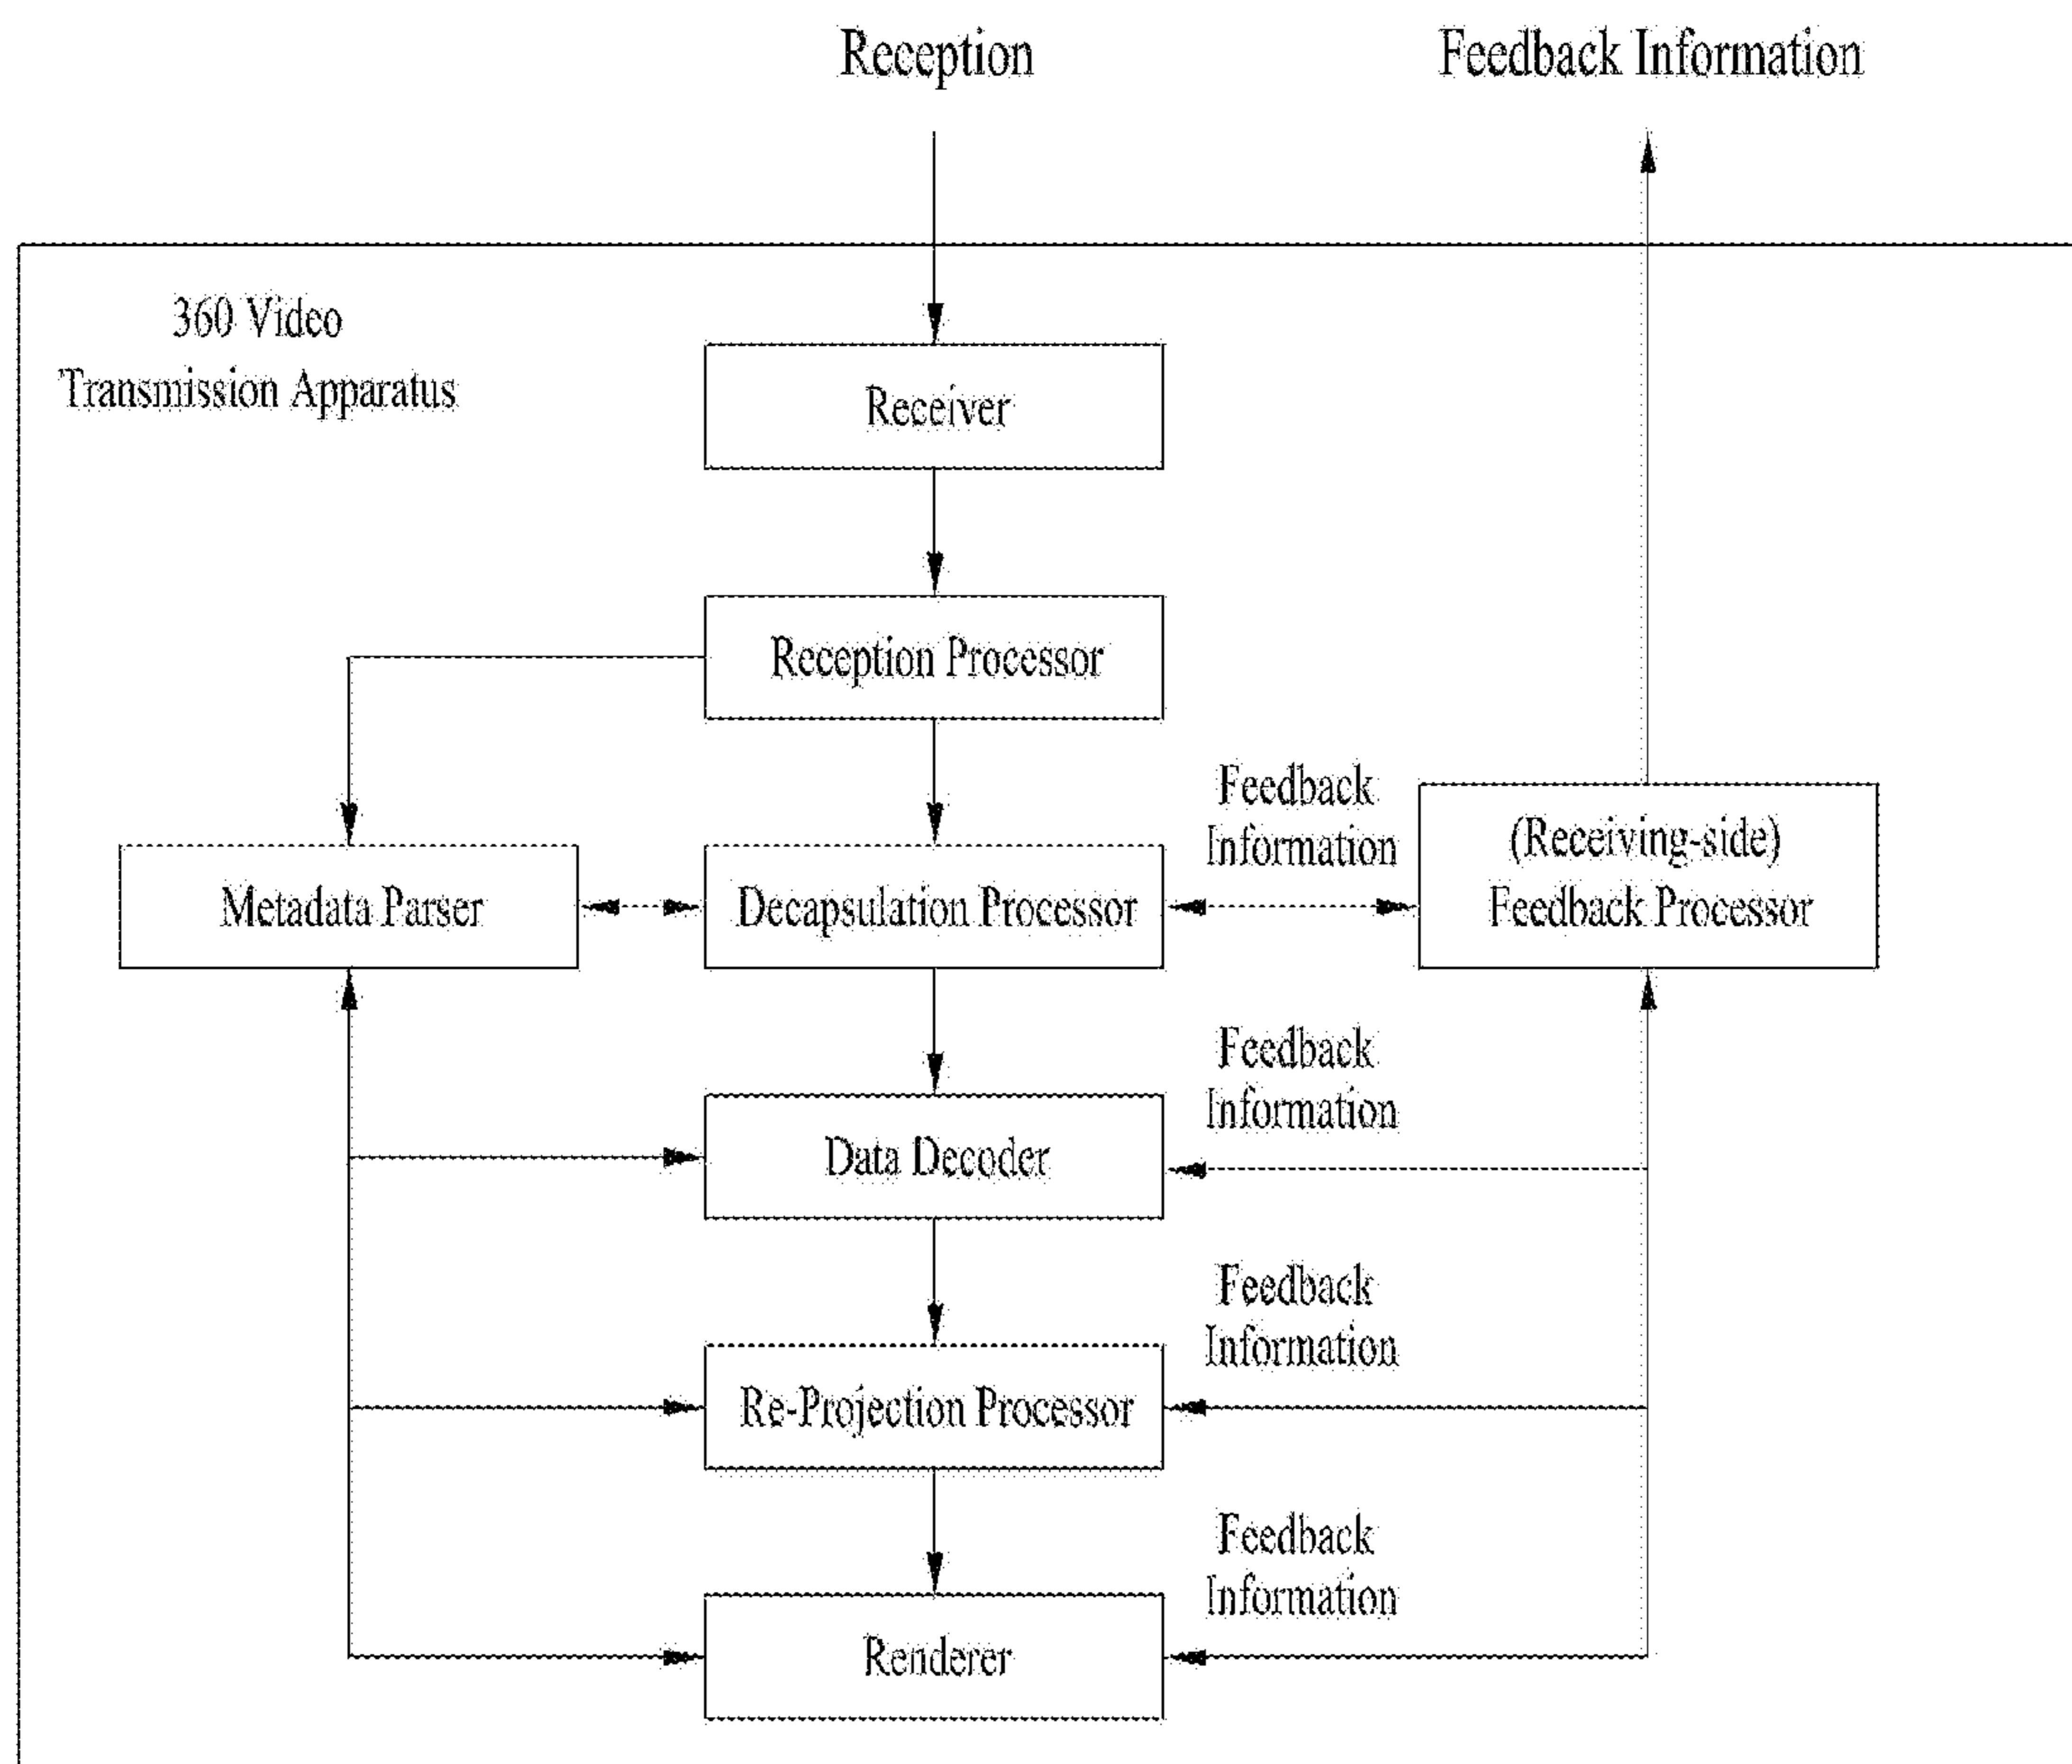 Reception
Feedback Information
360 Video
Transmission Apparatus
Receiver
Reception Processor
Metadata Parser
Decapsulation Processor
Feedback
Information
(Receiving-side)
Feedback Processor
Feedback
Information
Data Decoder
Feedback
Information
Re-Projection Processor
Feedback
Information
Renderer